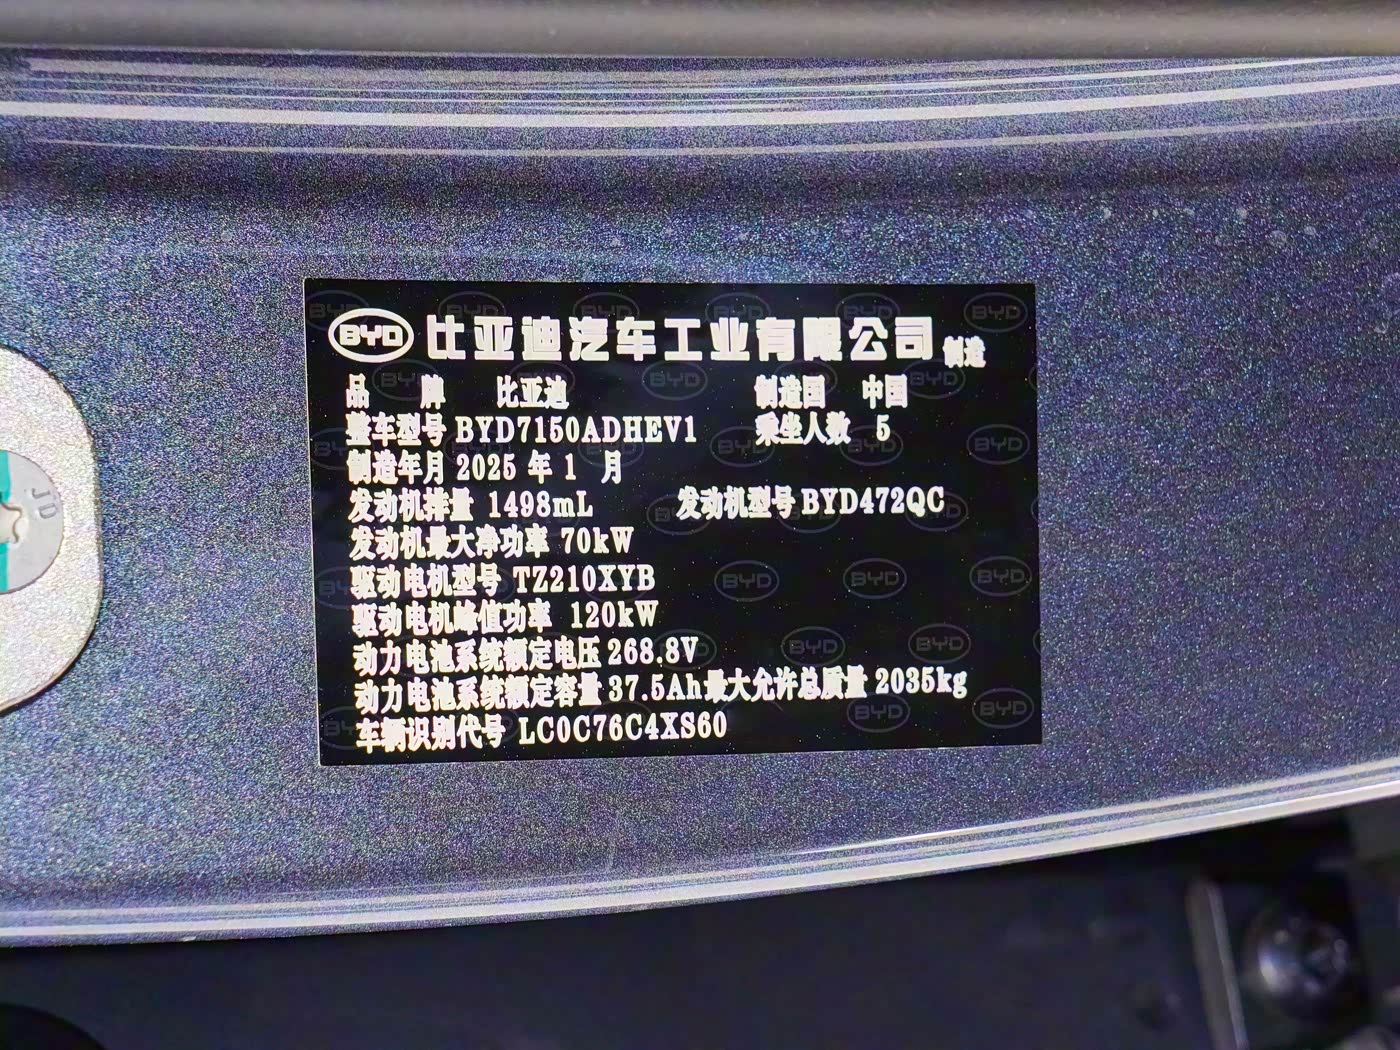 BYD 比亚迪汽车工业有限公司 制造
品 牌 比亚迪 制造国 中国
整车型号 BYD7150ADHEV1 乘坐人数 5
制造年月 2025 年 1 月
发动机排量 1498mL 发动机型号 BYD472QC
发动机最大净功率 70kW
驱动电机型号 TZ210XYB
驱动电机峰值功率 120kW
动力电池系统额定电压 268.8V
动力电池系统额定容量 37.5Ah 最大允许总质量 2035kg
车辆识别代号 LC0C76C4XS60
JD